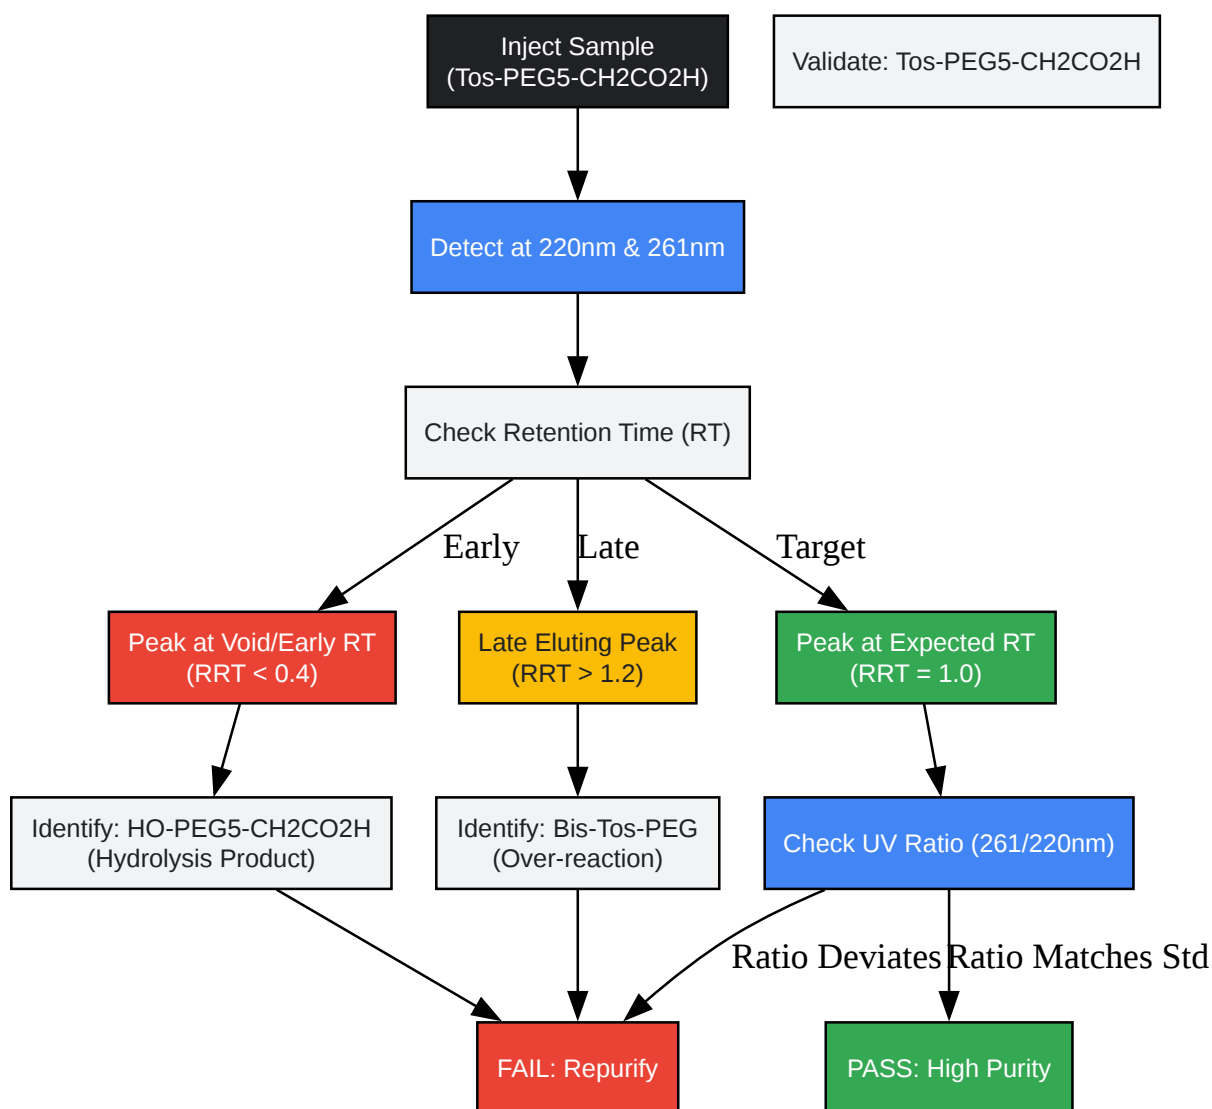 Inject Sample
(Tos-PEG5-CH2CO2H)
Validate: Tos-PEG5-CH2CO2H
Detect at 220nm & 261nm
Check Retention Time (RT)
Early
Late
Target
Peak at Void/Early RT
(RRT < 0.4)
Late Eluting Peak
(RRT > 1.2)
Peak at Expected RT
(RRT = 1.0)
Identify: HO-PEG5-CH2CO2H
(Hydrolysis Product)
Identify: Bis-Tos-PEG
(Over-reaction)
Check UV Ratio (261/220nm)
Ratio Deviates
Ratio Matches Std
FAIL: Repurify
PASS: High Purity